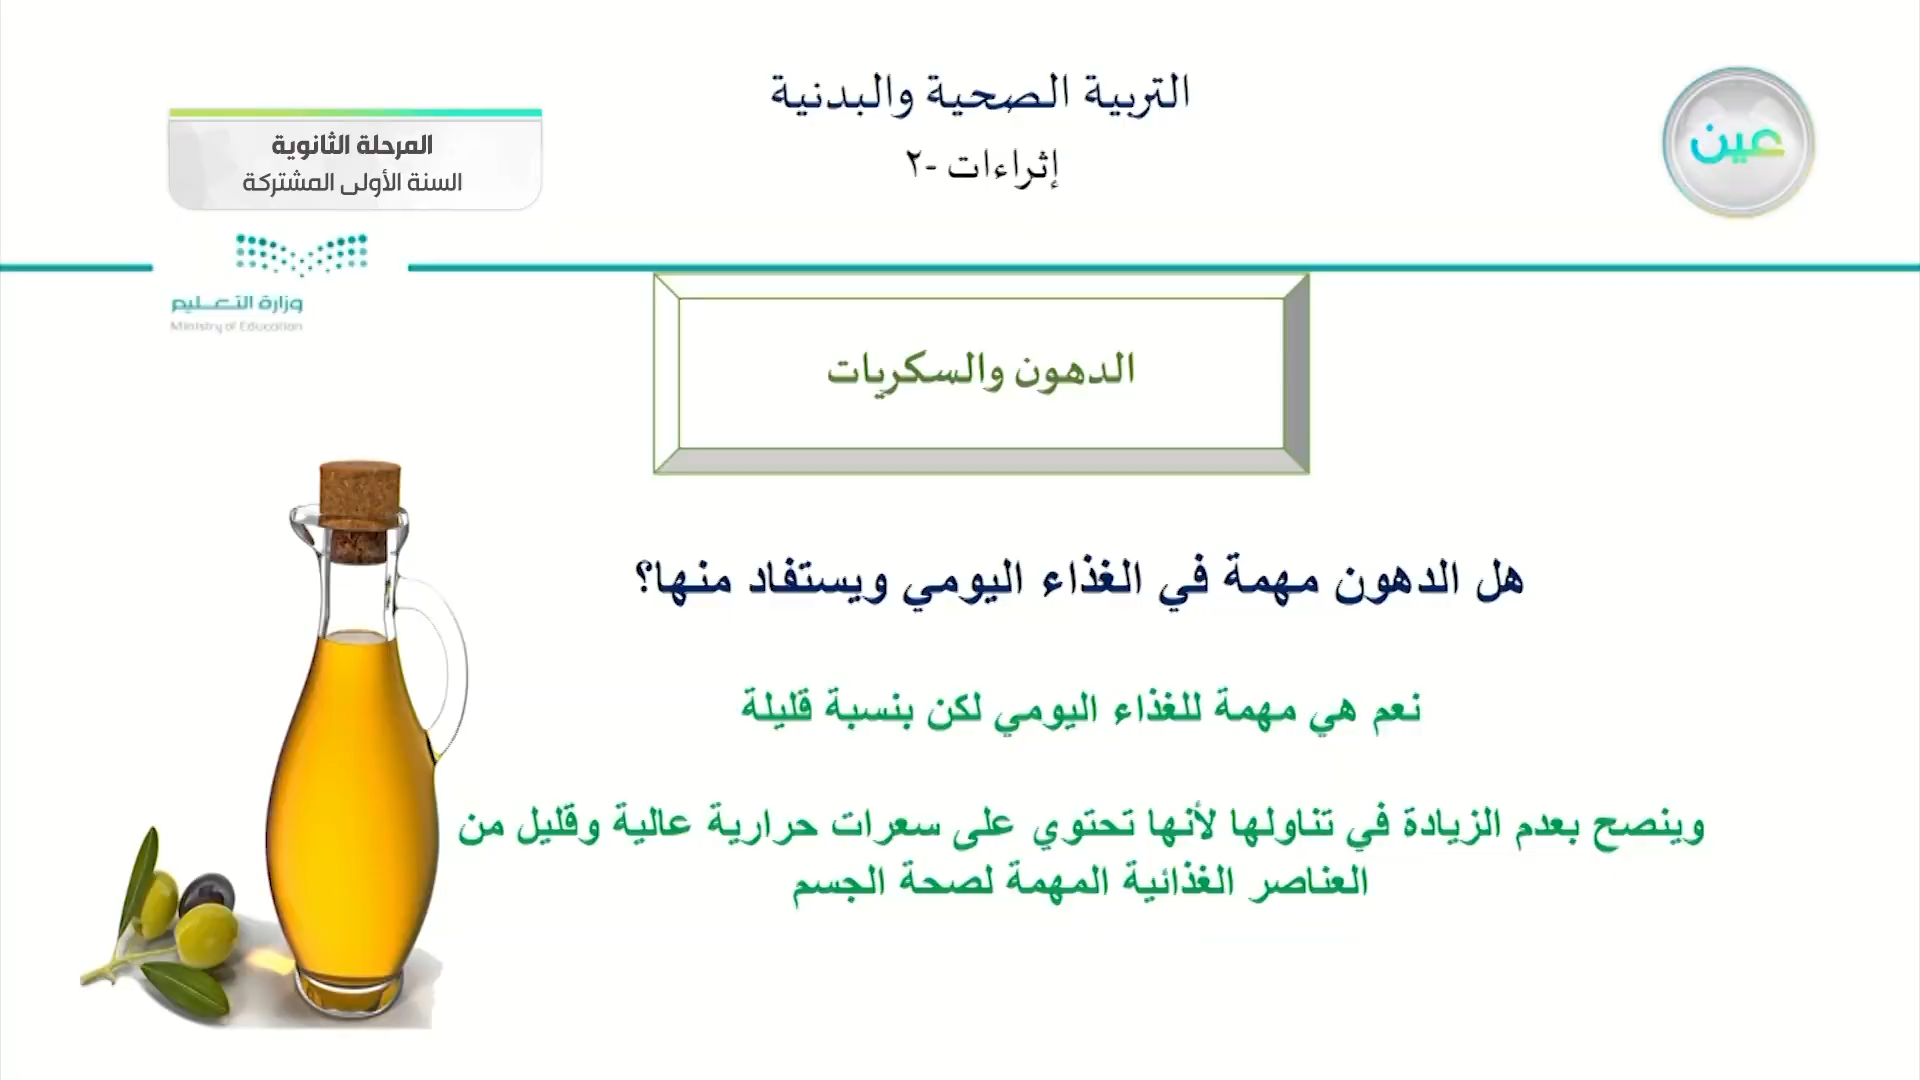 التربية الصحية والبدنية
إثراءات -٢
عين
المرحلة الثانوية
السنة الأولى المشتركة
وزارة التعليم
Ministry of Education
الدهون والسكريات
هل الدهون مهمة في الغذاء اليومي ويستفاد منها؟
نعم هي مهمة للغذاء اليومي لكن بنسبة قليلة
وينصح بعدم الزيادة في تناولها لأنها تحتوي على سعرات حرارية عالية وقليل من
العناصر الغذائية المهمة لصحة الجسم